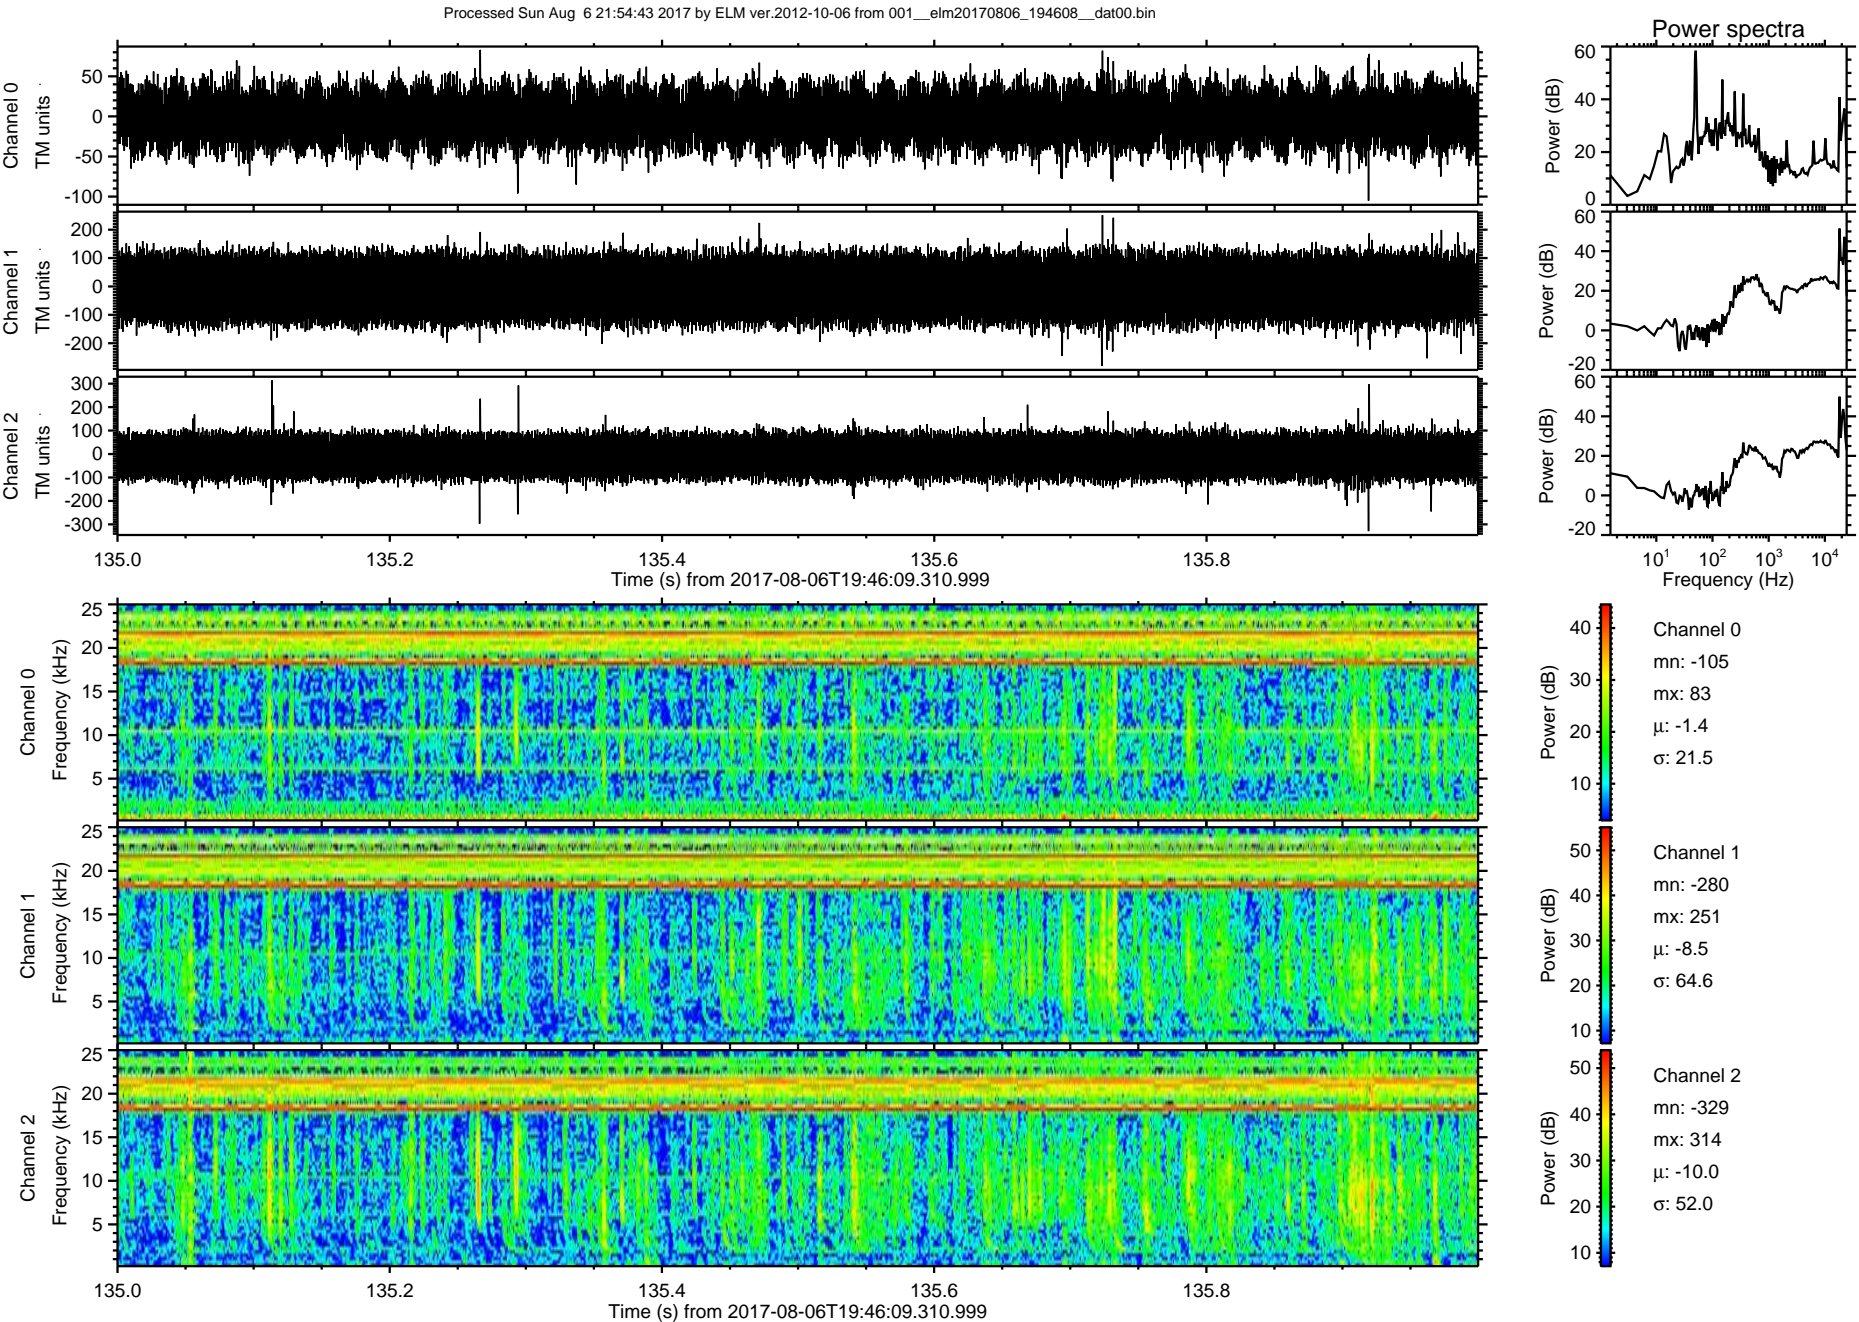 Processed Sun Aug  6 21:54:43 2017 by ELM ver.2012-10-06 from 001__elm20170806_194608__dat00.bin
Power spectra
Channel 0
TM units
50
0
-50
-100
Power (dB)
60
40
20
0
Channel 1
TM units
200
100
0
-100
-200
Power (dB)
60
40
20
0
-20
Channel 2
TM units
300
200
100
0
-100
-200
-300
Power (dB)
60
40
20
0
-20
135.0 135.2 135.4 135.6 135.8
Time (s) from 2017-08-06T19:46:09.310.999
10^1 10^2 10^3 10^4
Frequency (Hz)
Channel 0
Frequency (kHz)
25
20
15
10
5
Power (dB)
40
30
20
10
Channel 0
mn: -105
mx: 83
μ: -1.4
σ: 21.5
Channel 1
Frequency (kHz)
25
20
15
10
5
Power (dB)
50
40
30
20
10
Channel 1
mn: -280
mx: 251
μ: -8.5
σ: 64.6
Channel 2
Frequency (kHz)
25
20
15
10
5
Power (dB)
50
40
30
20
10
Channel 2
mn: -329
mx: 314
μ: -10.0
σ: 52.0
135.0 135.2 135.4 135.6 135.8
Time (s) from 2017-08-06T19:46:09.310.999